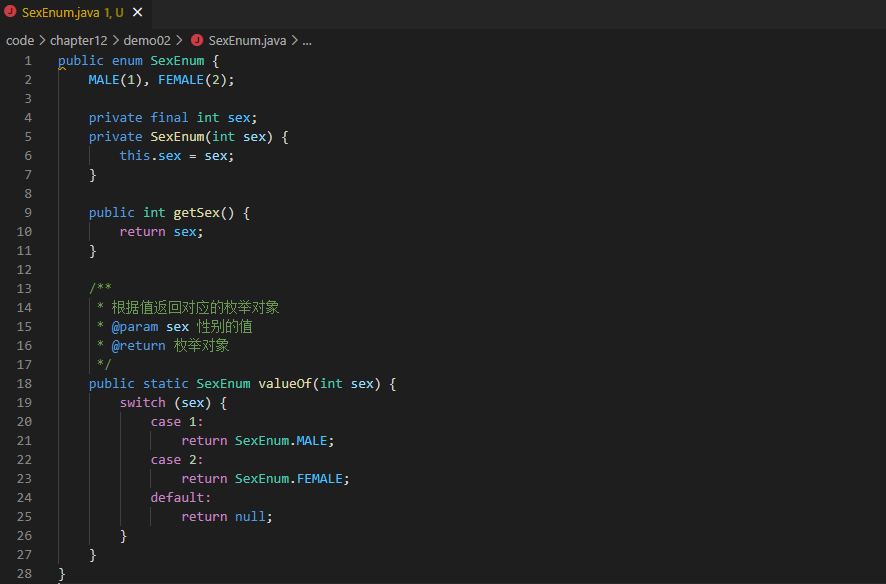 SexEnum.java 1, U
code > chapter12 > demo02 > SexEnum.java > ...
1 public enum SexEnum {
2     MALE(1), FEMALE(2);
3
4     private final int sex;
5     private SexEnum(int sex) {
6         this.sex = sex;
7     }
8
9     public int getSex() {
10         return sex;
11     }
12
13     /**
14      * 根据值返回对应的枚举对象
15      * @param sex 性别的值
16      * @return 枚举对象
17      */
18     public static SexEnum valueOf(int sex) {
19         switch (sex) {
20             case 1:
21                 return SexEnum.MALE;
22             case 2:
23                 return SexEnum.FEMALE;
24             default:
25                 return null;
26         }
27     }
28 }